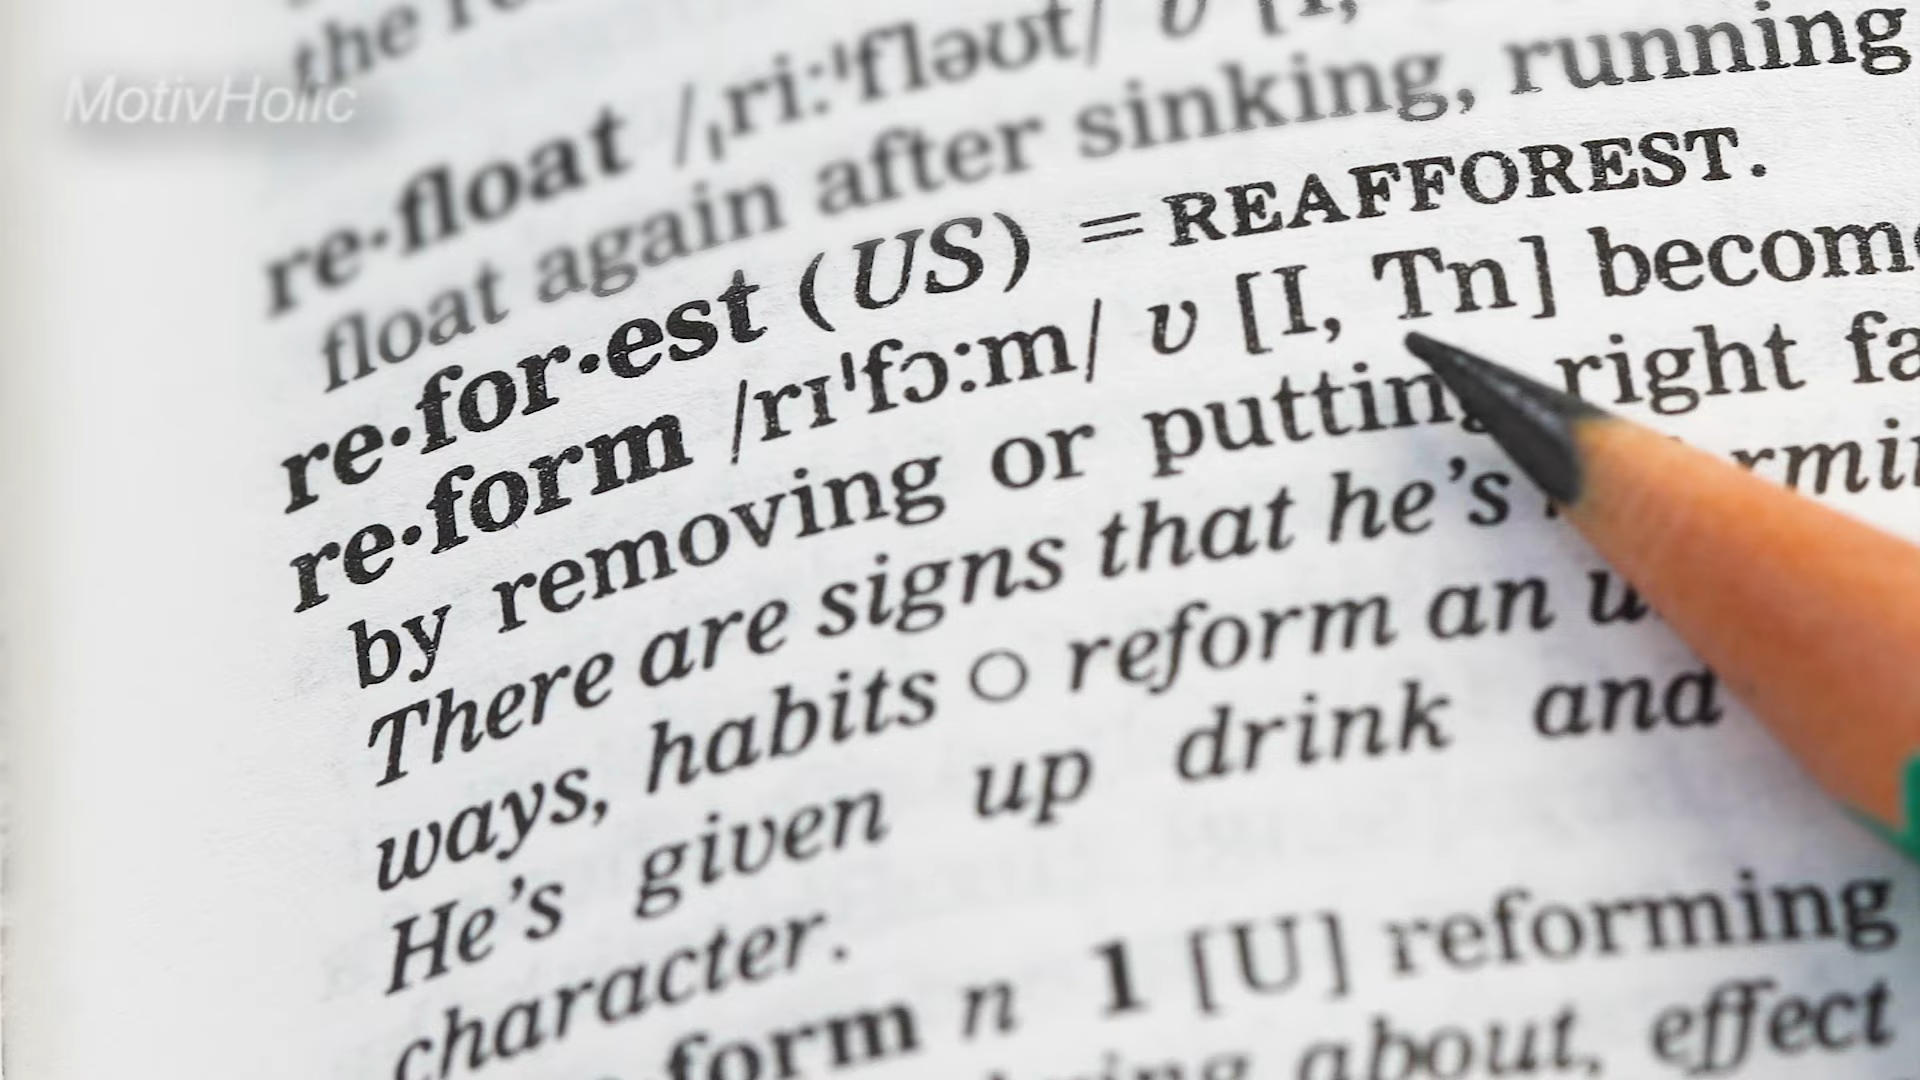 MotivHolic
the
re·float /ˌriːˈfləʊt/ v [I,
float again after sinking, running
re·for·est (US) = REAFFOREST.
re·form /rɪˈfɔːm/ v [I, Tn] becom
by removing or putting right fa
There are signs that he's
ways, habits ○ reform an
He's given up drink and
character.
form n 1 [U] reforming
about, effect